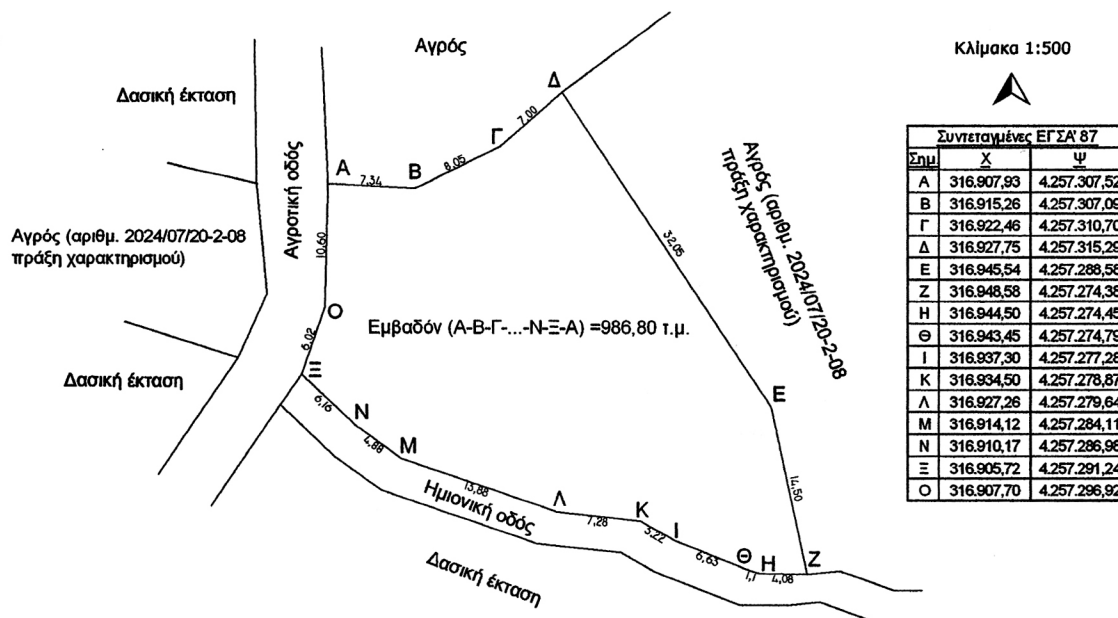 Αγρός
Κλίμακα 1:500
Δασική έκταση
Αγροτική οδός
Α
7,34
Β
8,05
Γ
7,00
Δ
32,05
Αγρός (αριθμ. 2024/07/20-2-08
πράξη χαρακτηρισμού)
Αγρός (αριθμ. 2024/07/20-2-08
πράξη χαρακτηρισμού)
10,60
Ο
Εμβαδόν (Α-Β-Γ-...-Ν-Ξ-Α) =986,80 τ.μ.
6,02
Ξ
Δασική έκταση
6,16
Ν
4,88
Μ
13,88
Λ
7,28
Κ
3,22
Ι
6,63
Θ
1,1
Η
4,08
Ζ
14,50
Ε
Ημιονική οδός
Δασική έκταση
Συντεταγμένες ΕΓΣΑ' 87
Σημ. Χ Ψ
Α 316.907,93 4.257.307,52
Β 316.915,26 4.257.307,09
Γ 316.922,46 4.257.310,70
Δ 316.927,75 4.257.315,29
Ε 316.945,54 4.257.288,58
Ζ 316.948,58 4.257.274,38
Η 316.944,50 4.257.274,45
Θ 316.943,45 4.257.274,79
Ι 316.937,30 4.257.277,28
Κ 316.934,50 4.257.278,87
Λ 316.927,26 4.257.279,64
Μ 316.914,12 4.257.284,11
Ν 316.910,17 4.257.286,98
Ξ 316.905,72 4.257.291,24
Ο 316.907,70 4.257.296,92